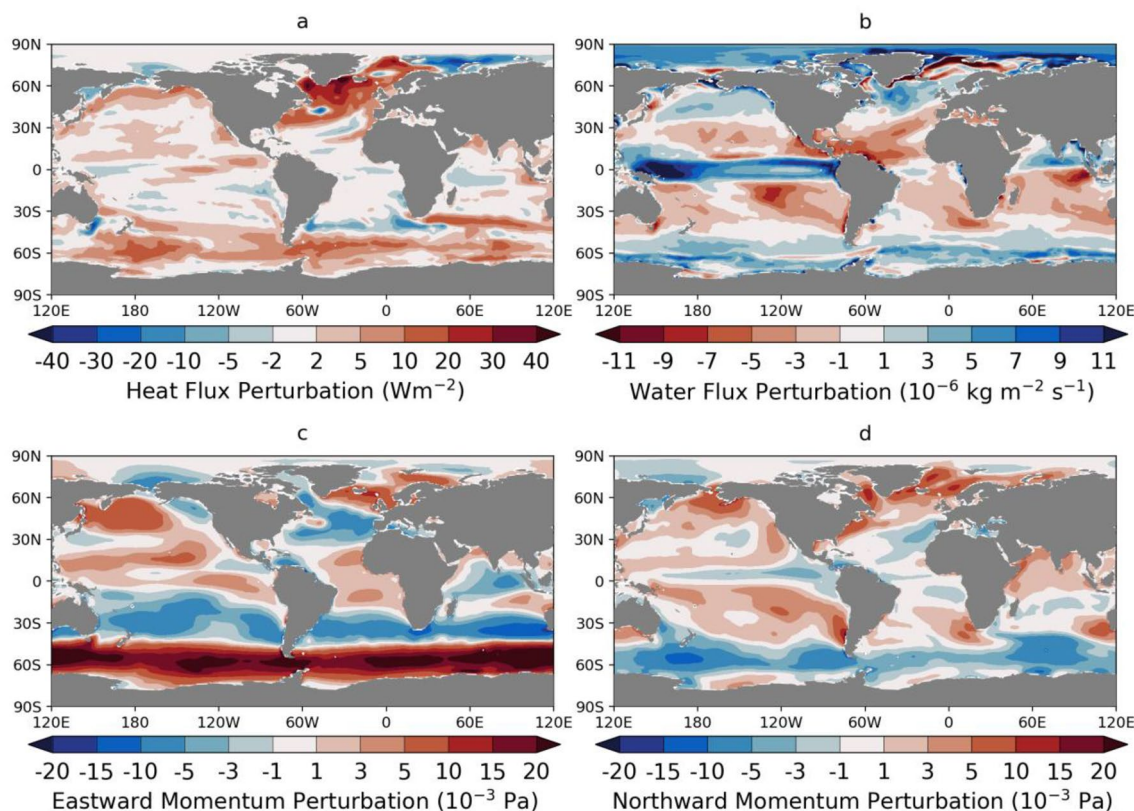 a
90N
60N
30N
0
30S
60S
90S
120E 180 120W 60W 0 60E 120E
-40 -30 -20 -10 -5 -2 2 5 10 20 30 40
Heat Flux Perturbation (Wm⁻²)
b
90N
60N
30N
0
30S
60S
90S
120E 180 120W 60W 0 60E 120E
-11 -9 -7 -5 -3 -1 1 3 5 7 9 11
Water Flux Perturbation (10⁻⁶ kg m⁻² s⁻¹)
c
90N
60N
30N
0
30S
60S
90S
120E 180 120W 60W 0 60E 120E
-20 -15 -10 -5 -3 -1 1 3 5 10 15 20
Eastward Momentum Perturbation (10⁻³ Pa)
d
90N
60N
30N
0
30S
60S
90S
120E 180 120W 60W 0 60E 120E
-20 -15 -10 -5 -3 -1 1 3 5 10 15 20
Northward Momentum Perturbation (10⁻³ Pa)